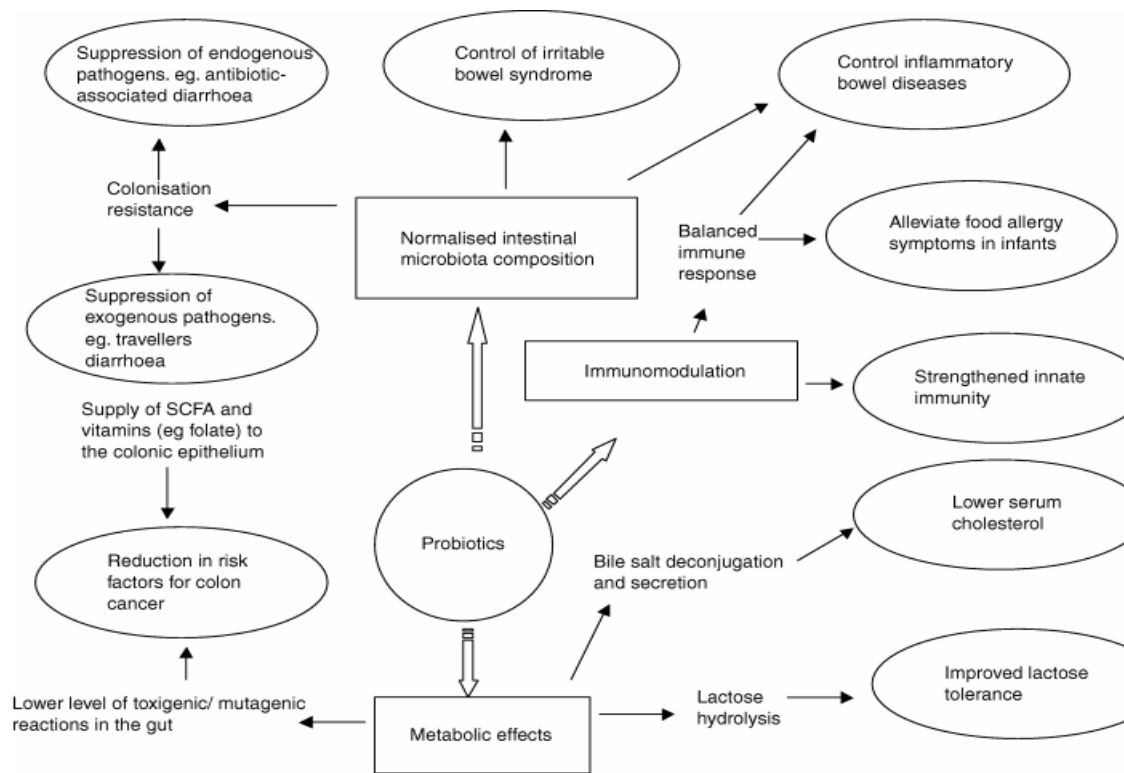 Suppression of endogenous
pathogens. eg. antibiotic-
associated diarrhoea
Control of irritable
bowel syndrome
Control inflammatory
bowel diseases
Colonisation
resistance
Normalised intestinal
microbiota composition
Balanced
immune
response
Alleviate food allergy
symptoms in infants
Suppression of
exogenous pathogens.
eg. travellers
diarrhoea
Immunomodulation
Strengthened innate
immunity
Supply of SCFA and
vitamins (eg folate) to
the colonic epithelium
Lower serum
cholesterol
Probiotics
Bile salt deconjugation
and secretion
Reduction in risk
factors for colon
cancer
Improved lactose
tolerance
Lower level of toxigenic/ mutagenic
reactions in the gut
Metabolic effects
Lactose
hydrolysis